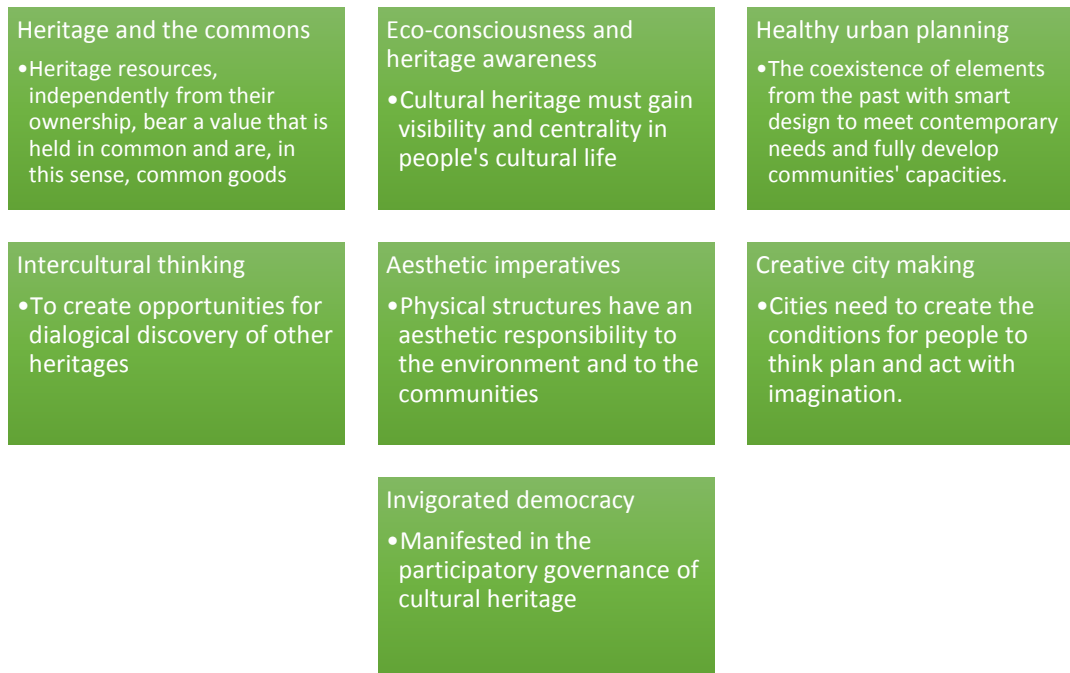 Heritage and the commons
•Heritage resources,
independently from their
ownership, bear a value that is
held in common and are, in
this sense, common goods
Eco-consciousness and
heritage awareness
•Cultural heritage must gain
visibility and centrality in
people's cultural life
Healthy urban planning
•The coexistence of elements
from the past with smart
design to meet contemporary
needs and fully develop
communities' capacities.
Intercultural thinking
•To create opportunities for
dialogical discovery of other
heritages
Aesthetic imperatives
•Physical structures have an
aesthetic responsibility to
the environment and to the
communities
Creative city making
•Cities need to create the
conditions for people to
think plan and act with
imagination.
Invigorated democracy
•Manifested in the
participatory governance of
cultural heritage